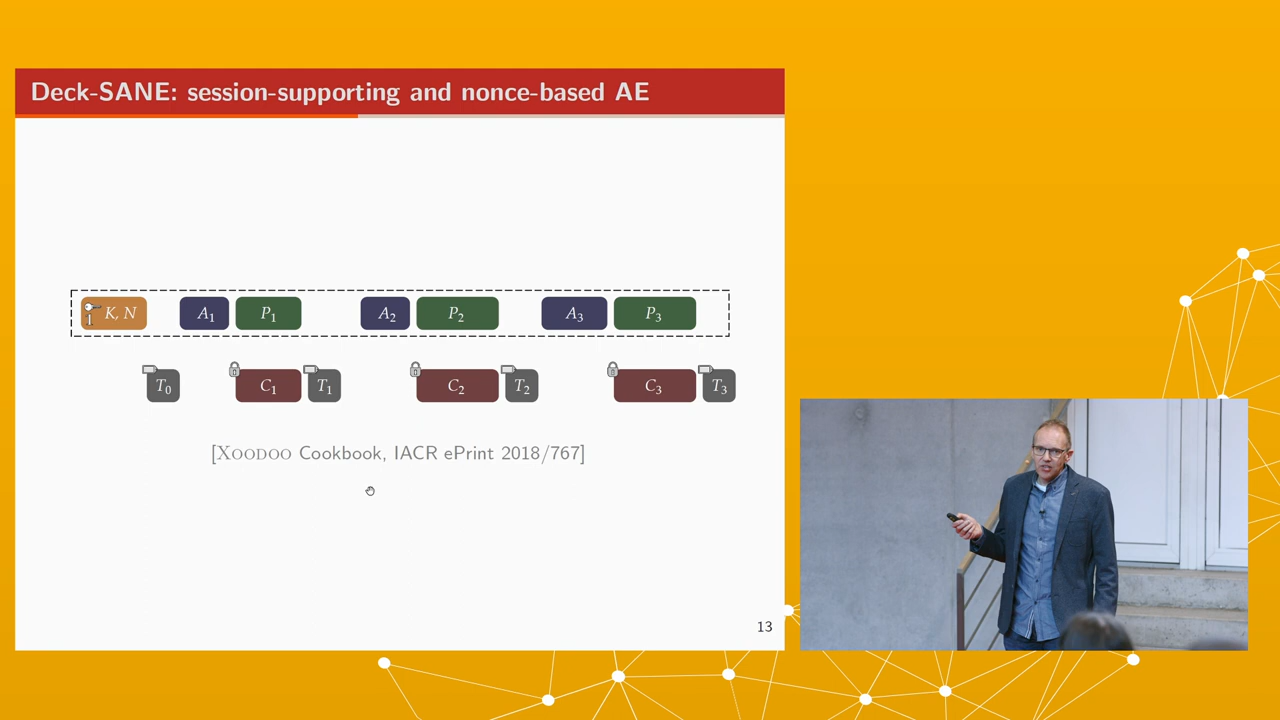 Deck-SANE: session-supporting and nonce-based AE
K, N A₁ P₁ A₂ P₂ A₃ P₃
T₀ C₁ T₁ C₂ T₂ C₃ T₃
[Xoodoo Cookbook, IACR ePrint 2018/767]
13